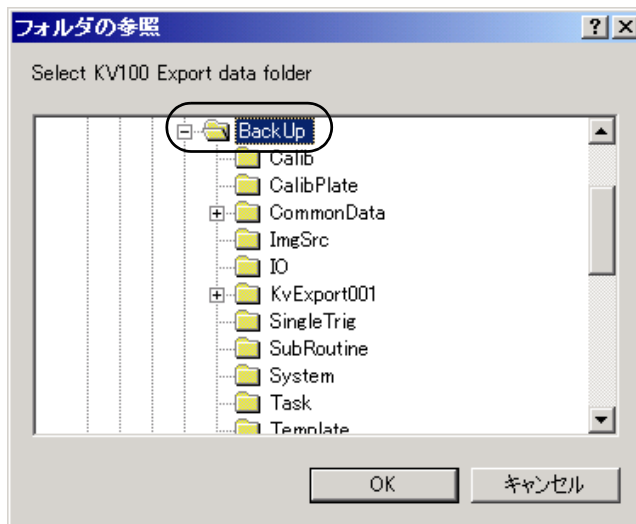 フォルダの参照
Select KV100 Export data folder
BackUp
Calib
CalibPlate
CommonData
ImgSrc
IO
KvExport001
SingleTrig
SubRoutine
System
Task
Template
OK
キャンセル